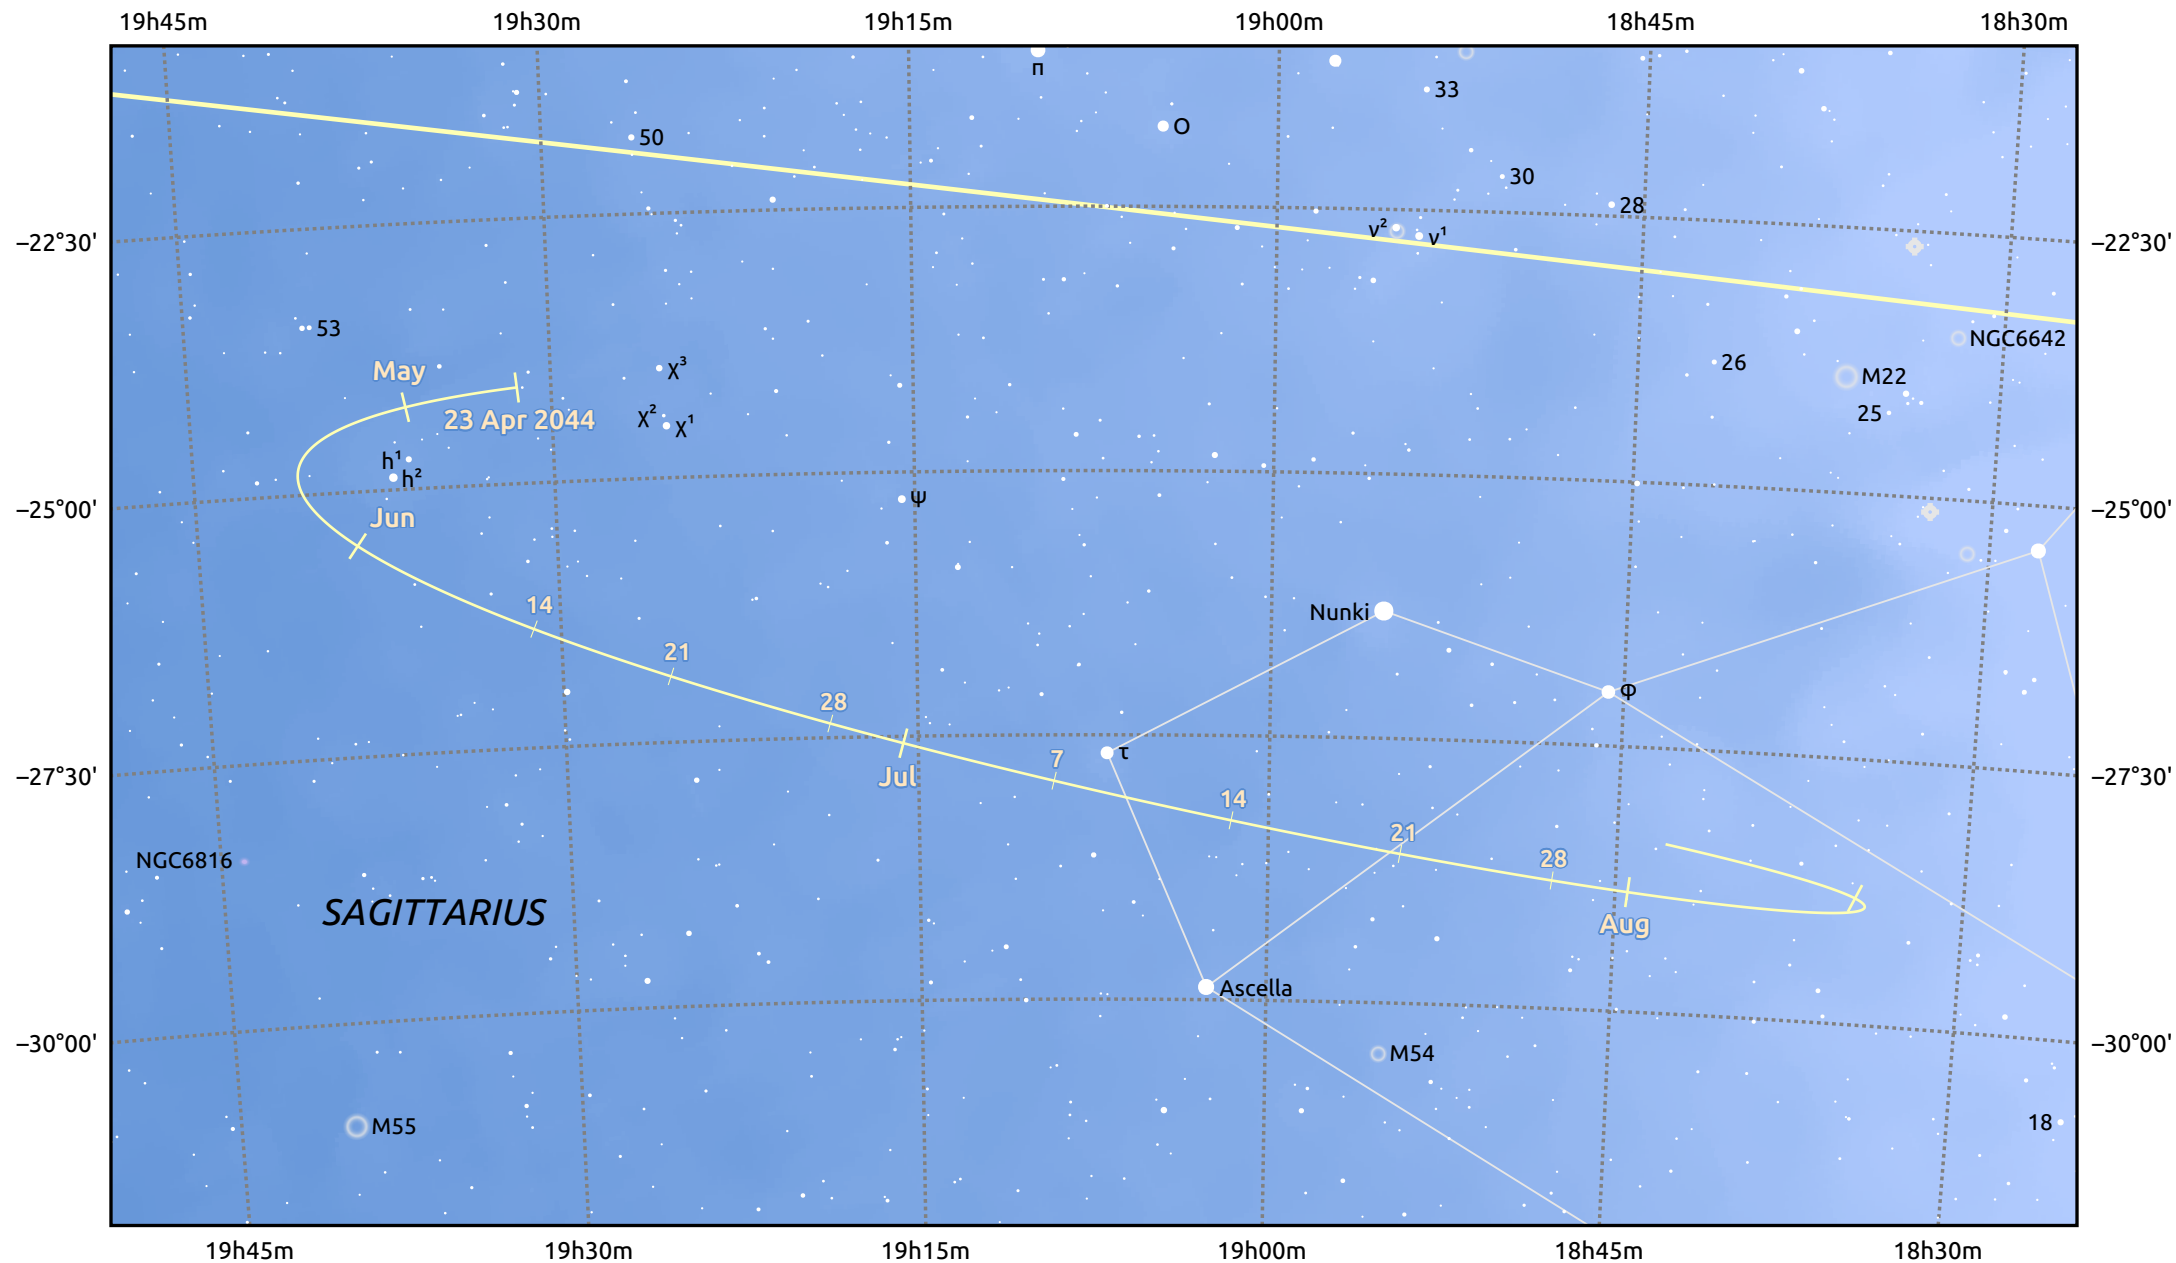 19h45m 19h30m 19h15m 19h00m 18h45m 18h30m
π
33
50
ο
30
28
ν² ν¹
−22°30' −22°30'
53
NGC6642
May
χ³
26
M22
23 Apr 2044
χ² χ¹
25
h¹
h²
ψ
−25°00' −25°00'
Jun
14
Nunki
21
φ
28
τ
7
Jul
−27°30' −27°30'
14
21
28
NGC6816
SAGITTARIUS
Aug
Ascella
−30°00' −30°00'
M54
M55
18
19h45m 19h30m 19h15m 19h00m 18h45m 18h30m